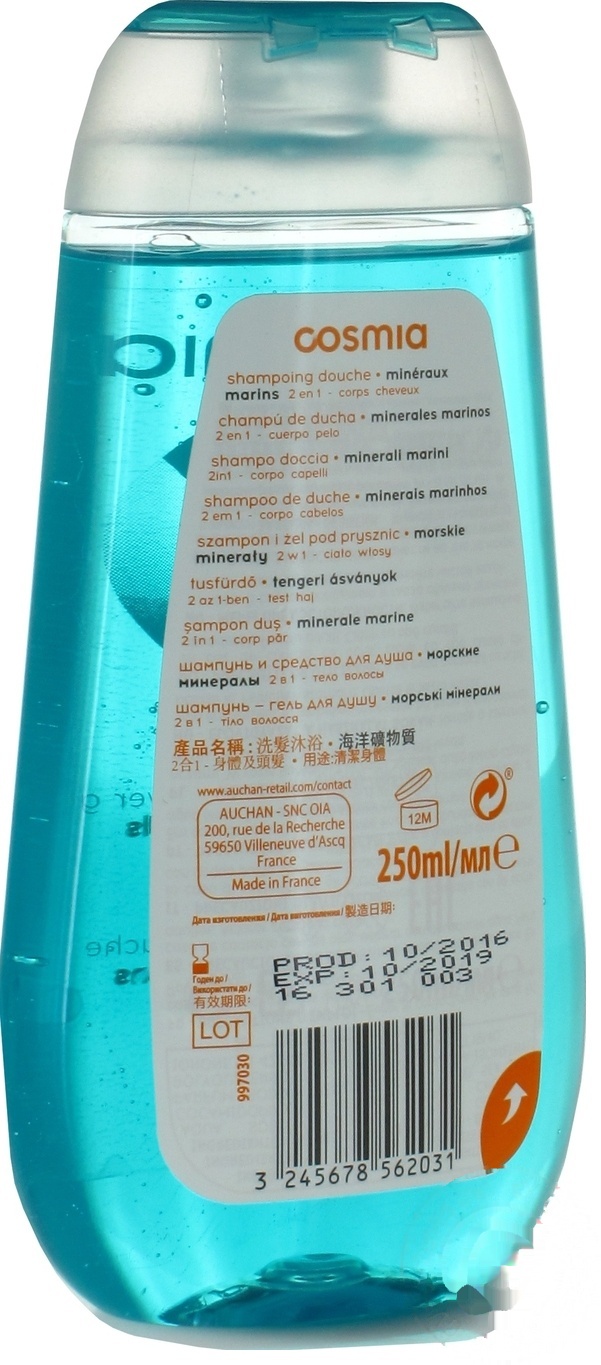 cosmia
shampoing douche • minéraux
marins 2 en 1 - corps cheveux
champú de ducha • minerales marinos
2 en 1 - cuerpo pelo
shampo doccia • minerali marini
2in1 - corpo capelli
shampoo de duche • minerais marinhos
2 em 1 - corpo cabelos
szampon i żel pod prysznic • morskie
minerały 2 w 1 - ciało włosy
tusfürdő • tengeri ásványok
2 az 1-ben - test haj
şampon duş • minerale marine
2 în 1 - corp păr
шампунь и средство для душа • морские
минералы 2 в 1 - тело волосы
шампунь – гель для душу • морські мінерали
2 в 1 - тіло волосся
產品名稱 : 洗髮沐浴 • 海洋礦物質
2合1 - 身體及頭髮 • 用途:清潔身體
www.auchan-retail.com/contact
AUCHAN - SNC OIA
200, rue de la Recherche
59650 Villeneuve d'Ascq
France
Made in France
12M
®
250ml/мл℮
Дата изготовления / Дата виготовлення / 製造日期:
PROD: 10/2016
EXP: 10/2019
16 301 003
Годен до /
Використати до /
有效期限:
LOT
997030
3 245678 562031